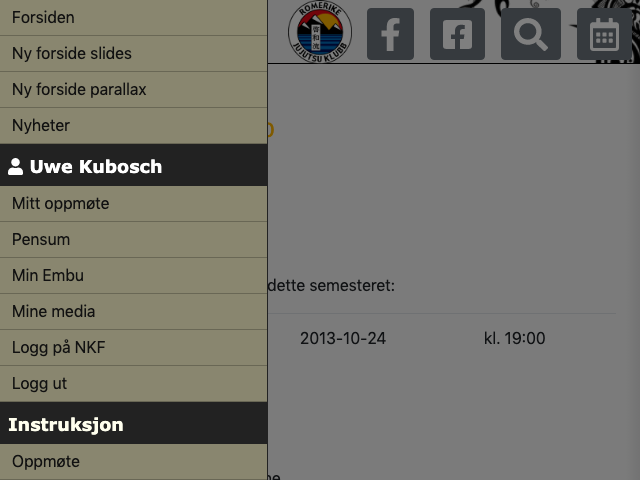 Forsiden
Ny forside slides
Ny forside parallax
Nyheter
Uwe Kubosch
Mitt oppmøte
Pensum
Min Embu
Mine media
Logg på NKF
Logg ut
Instruksjon
Oppmøte
ROMERIKE
JUJUTSU KLUBB
dette semesteret:
2013-10-24
kl. 19:00